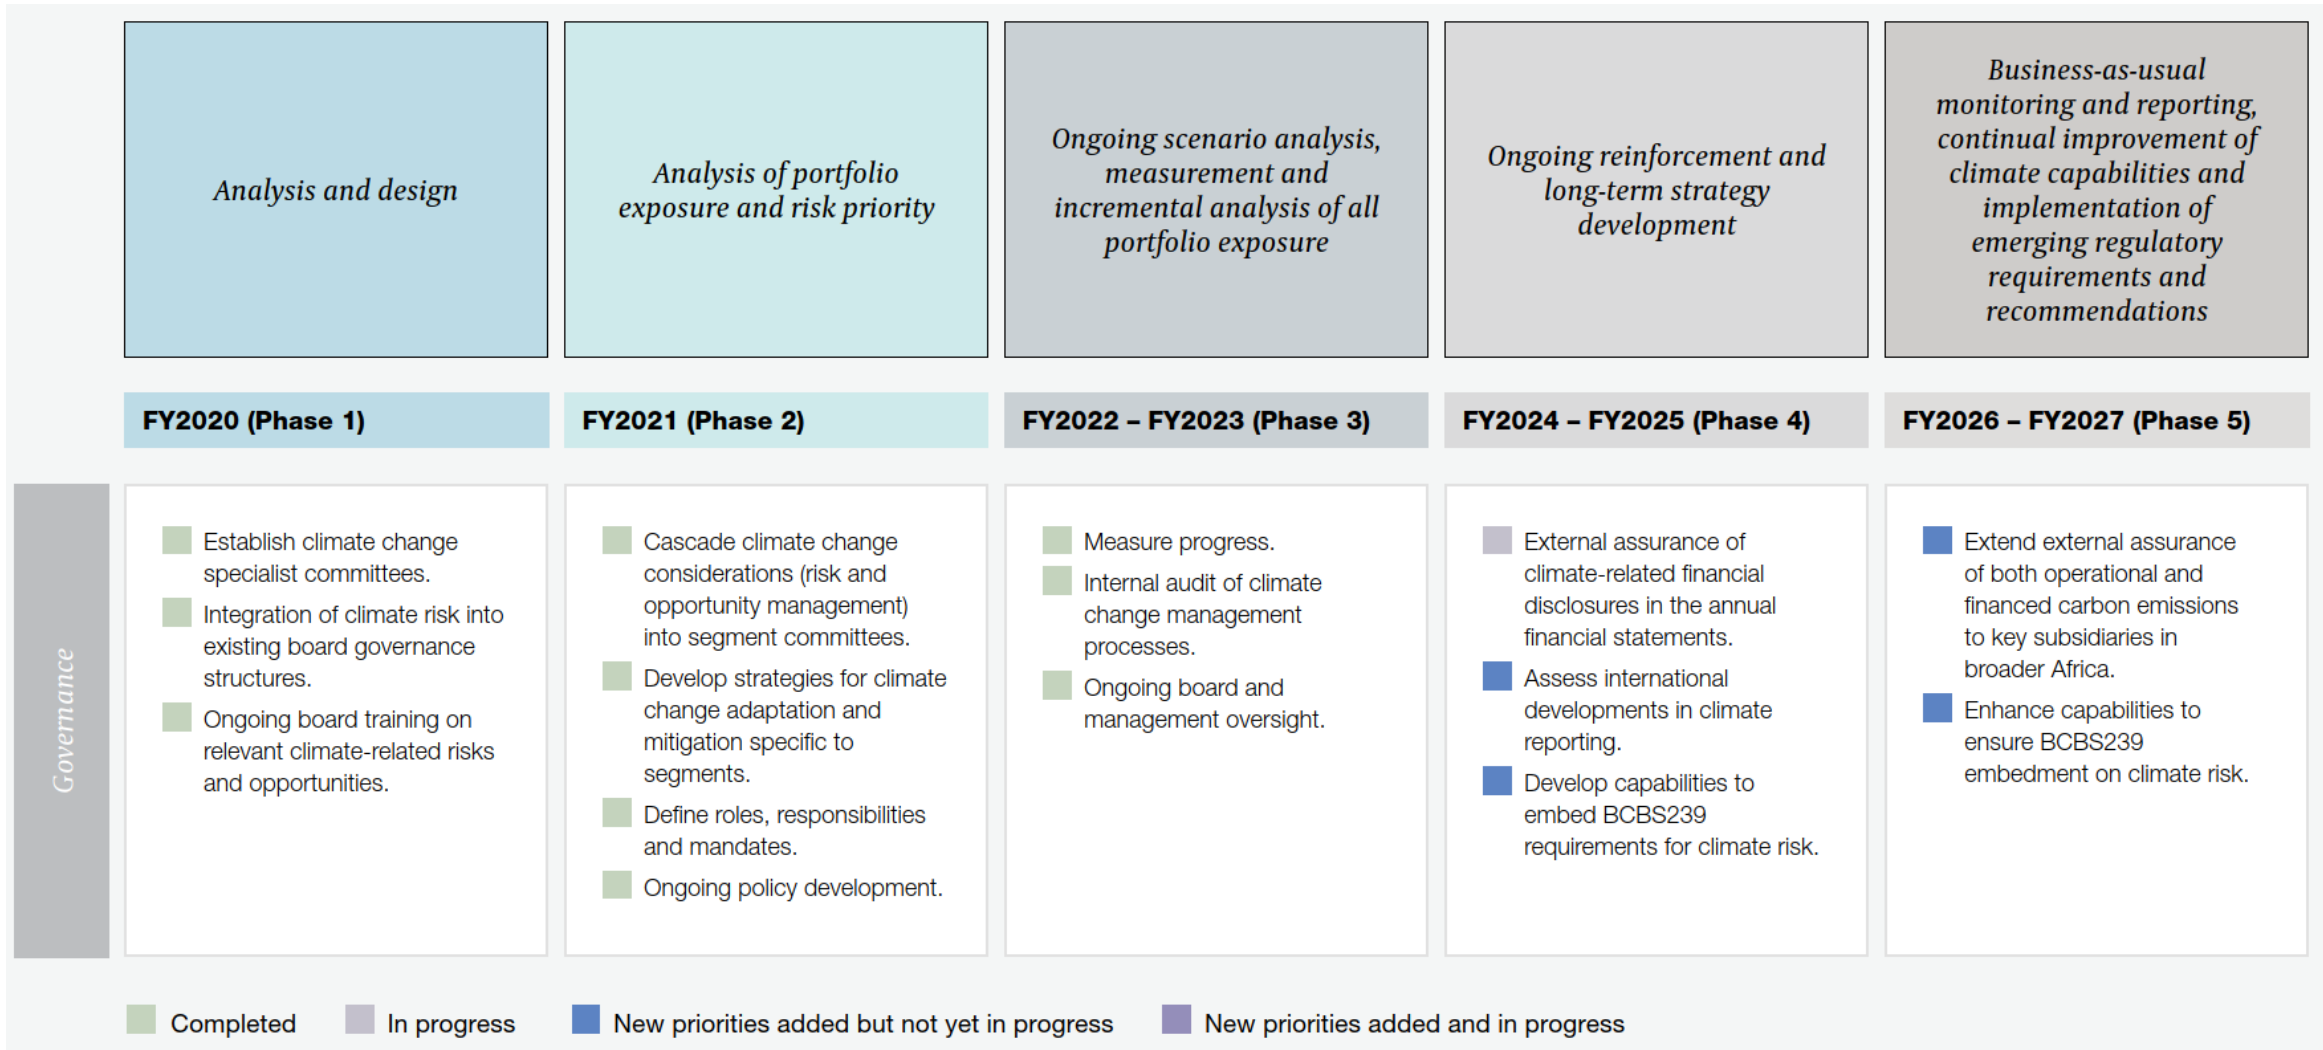 Analysis and design
Analysis of portfolio
exposure and risk priority
Ongoing scenario analysis,
measurement and
incremental analysis of all
portfolio exposure
Ongoing reinforcement and
long-term strategy
development
Business-as-usual
monitoring and reporting,
continual improvement of
climate capabilities and
implementation of
emerging regulatory
requirements and
recommendations
FY2020 (Phase 1)
FY2021 (Phase 2)
FY2022 – FY2023 (Phase 3)
FY2024 – FY2025 (Phase 4)
FY2026 – FY2027 (Phase 5)
Governance
Establish climate change
specialist committees.
Integration of climate risk into
existing board governance
structures.
Ongoing board training on
relevant climate-related risks
and opportunities.
Cascade climate change
considerations (risk and
opportunity management)
into segment committees.
Develop strategies for climate
change adaptation and
mitigation specific to
segments.
Define roles, responsibilities
and mandates.
Ongoing policy development.
Measure progress.
Internal audit of climate
change management
processes.
Ongoing board and
management oversight.
External assurance of
climate-related financial
disclosures in the annual
financial statements.
Assess international
developments in climate
reporting.
Develop capabilities to
embed BCBS239
requirements for climate risk.
Extend external assurance
of both operational and
financed carbon emissions
to key subsidiaries in
broader Africa.
Enhance capabilities to
ensure BCBS239
embedment on climate risk.
Completed
In progress
New priorities added but not yet in progress
New priorities added and in progress